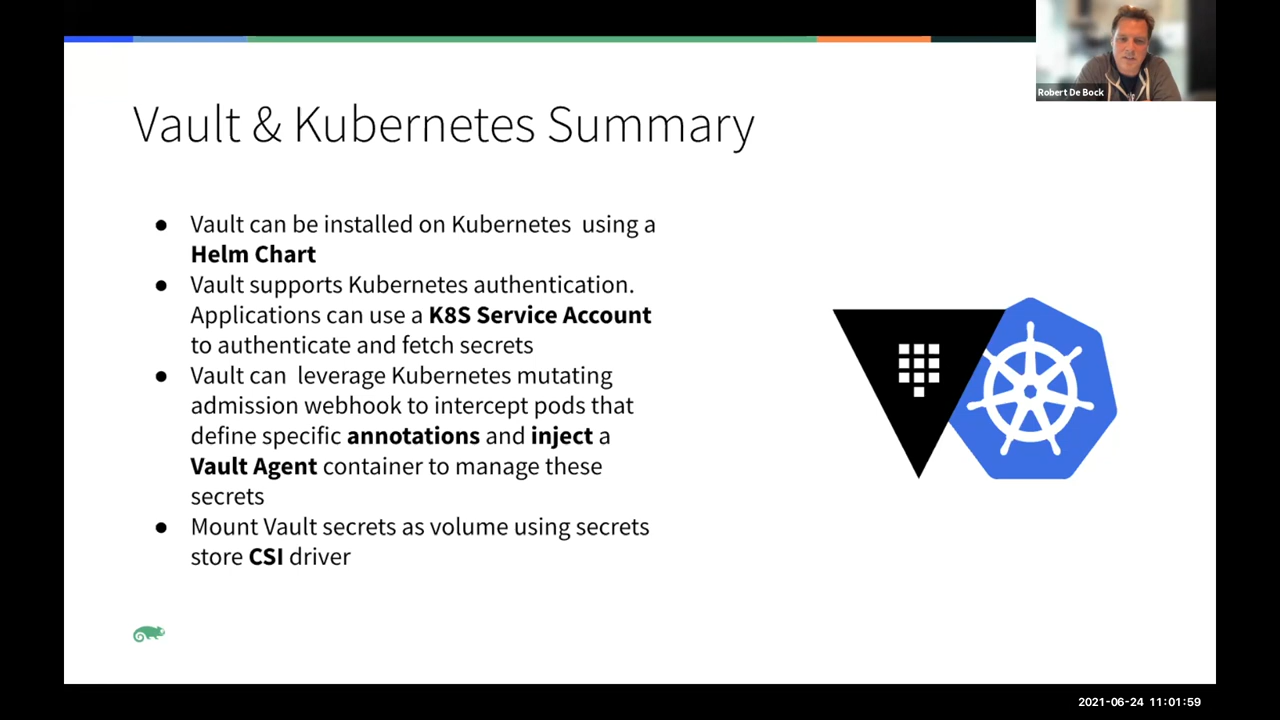 Robert De Bock
Vault & Kubernetes Summary
● Vault can be installed on Kubernetes  using a
Helm Chart
● Vault supports Kubernetes authentication.
Applications can use a K8S Service Account
to authenticate and fetch secrets
● Vault can  leverage Kubernetes mutating
admission webhook to intercept pods that
define specific annotations and inject a
Vault Agent container to manage these
secrets
● Mount Vault secrets as volume using secrets
store CSI driver
2021-06-24 11:01:59